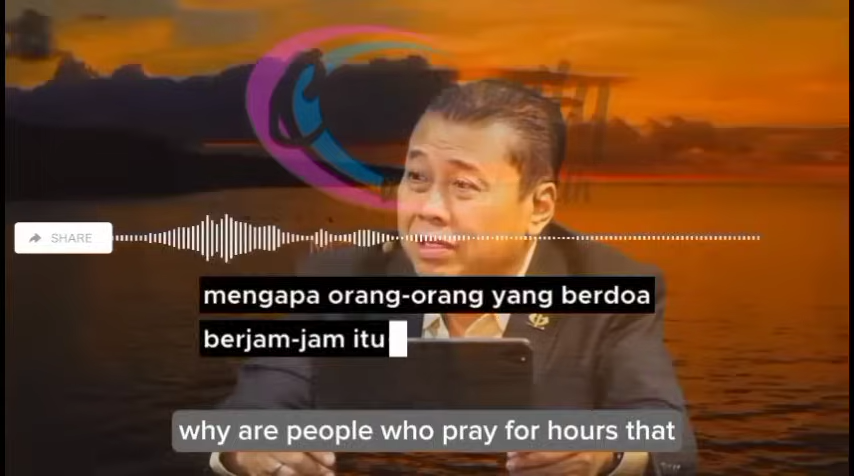 SHARE
mengapa orang-orang yang berdoa
berjam-jam itu
why are people who pray for hours that